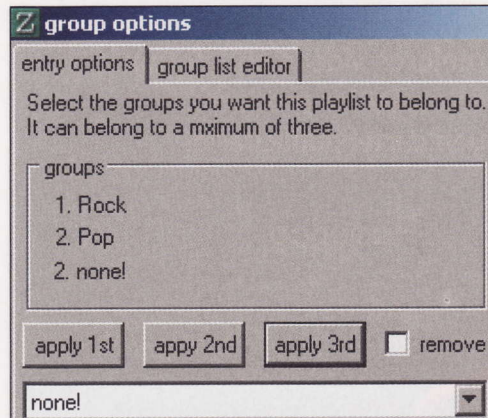 Z group options
entry options group list editor
Select the groups you want this playlist to belong to.
It can belong to a mximum of three.
groups
1. Rock
2. Pop
2. none!
apply 1st appy 2nd apply 3rd remove
none!